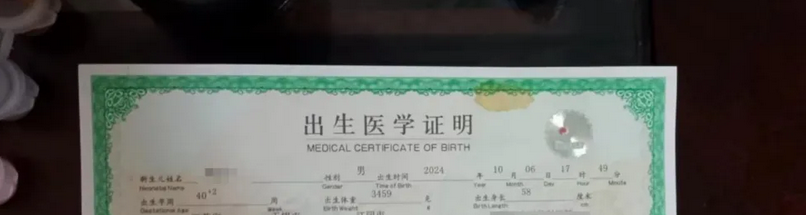 出生医学证明
MEDICAL CERTIFICATE OF BIRTH
新生儿姓名 性别 男 出生时间 2024 年 10 月 06 日 17 时 49 分
Neonatal Name Gender Time of Birth Year Month Day Hour Minute
出生孕周 40+2 周 出生体重 3459 克 出生身长 58 厘米
Gestational Age Week Birth Weight g Birth Length cm